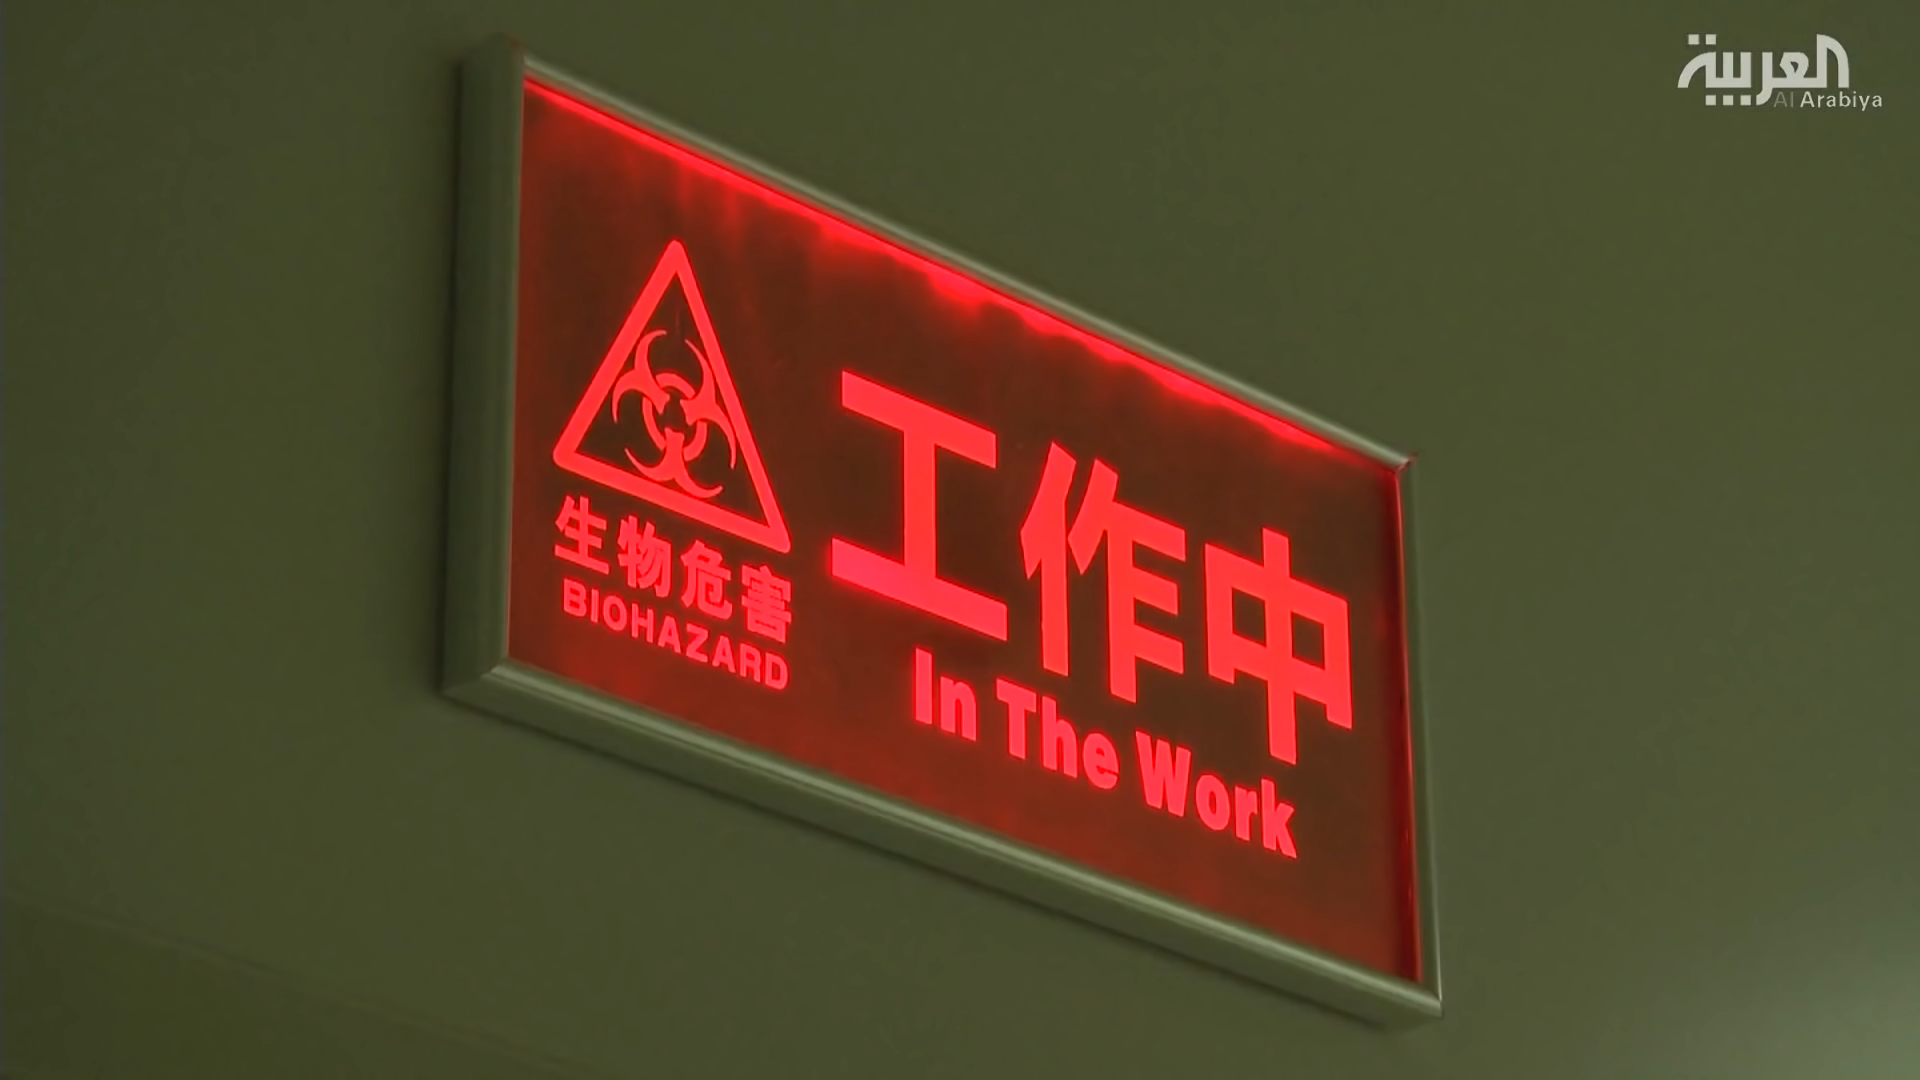 العربية
Al Arabiya
生物危害
BIOHAZARD
工作中
In The Work